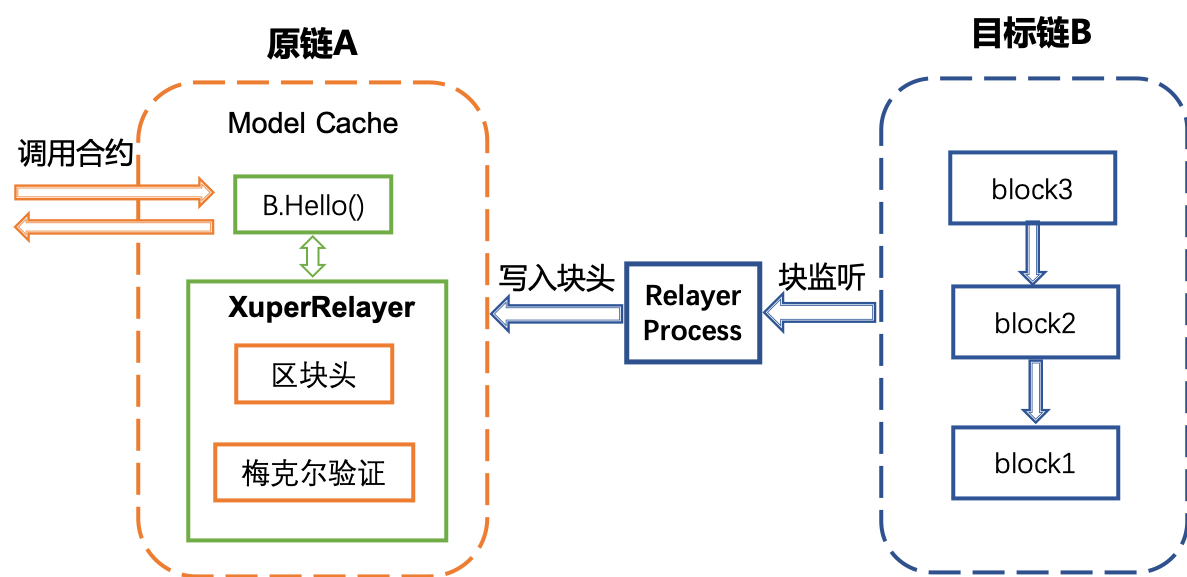 原链A
目标链B
Model Cache
调用合约
B.Hello()
XuperRelayer
区块头
梅克尔验证
写入块头
Relayer
Process
块监听
block3
block2
block1